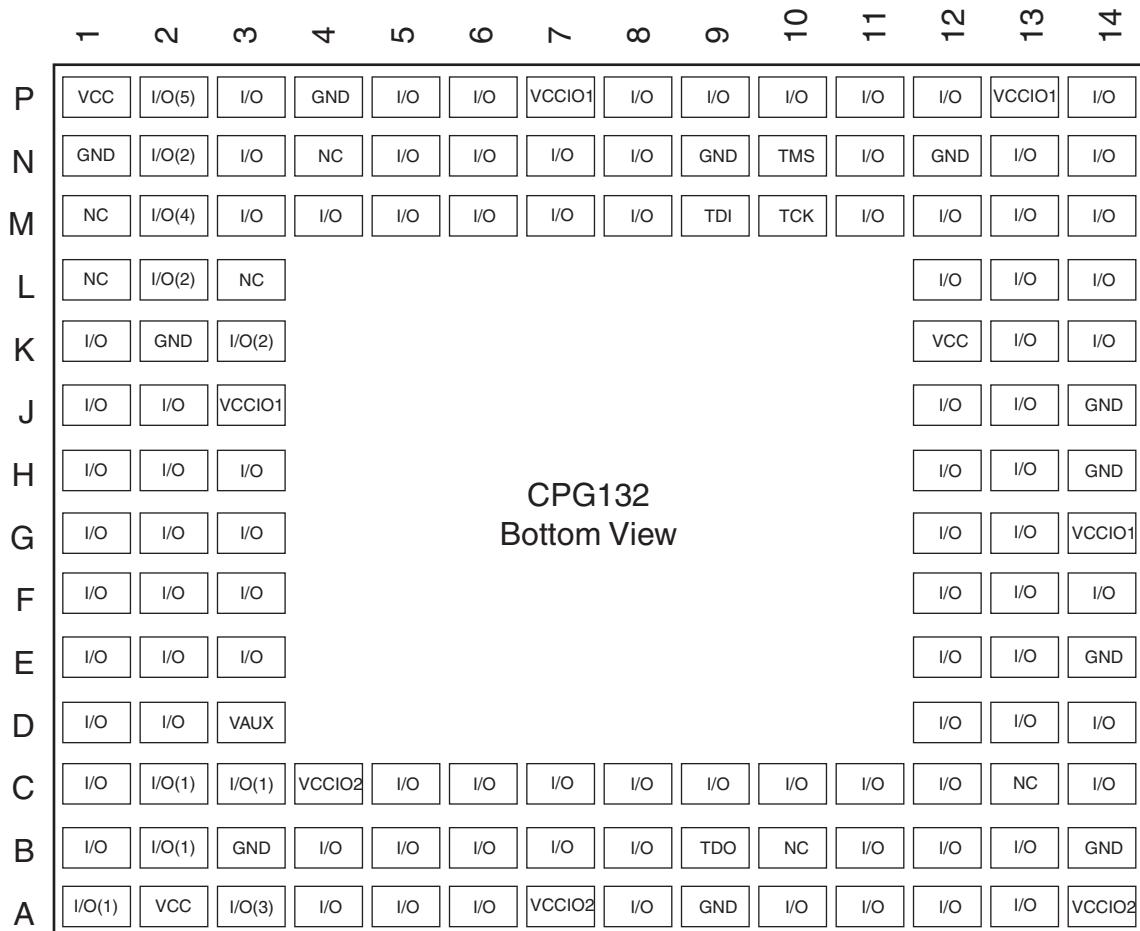 1 2 3 4 5 6 7 8 9 10 11 12 13 14
P VCC I/O(5) I/O GND I/O I/O VCCIO1 I/O I/O I/O I/O I/O VCCIO1 I/O
N GND I/O(2) I/O NC I/O I/O I/O I/O GND TMS I/O GND I/O I/O
M NC I/O(4) I/O I/O I/O I/O I/O I/O TDI TCK I/O I/O I/O I/O
L NC I/O(2) NC I/O I/O I/O
K I/O GND I/O(2) VCC I/O I/O
J I/O I/O VCCIO1 I/O I/O GND
H I/O I/O I/O I/O I/O GND
CPG132
Bottom View
G I/O I/O I/O I/O I/O VCCIO1
F I/O I/O I/O I/O I/O I/O
E I/O I/O I/O I/O I/O GND
D I/O I/O VAUX I/O I/O I/O
C I/O I/O(1) I/O(1) VCCIO2 I/O I/O I/O I/O I/O I/O I/O I/O NC I/O
B I/O I/O(1) GND I/O I/O I/O I/O I/O TDO NC I/O I/O I/O GND
A I/O(1) VCC I/O(3) I/O I/O I/O VCCIO2 I/O GND I/O I/O I/O I/O VCCIO2